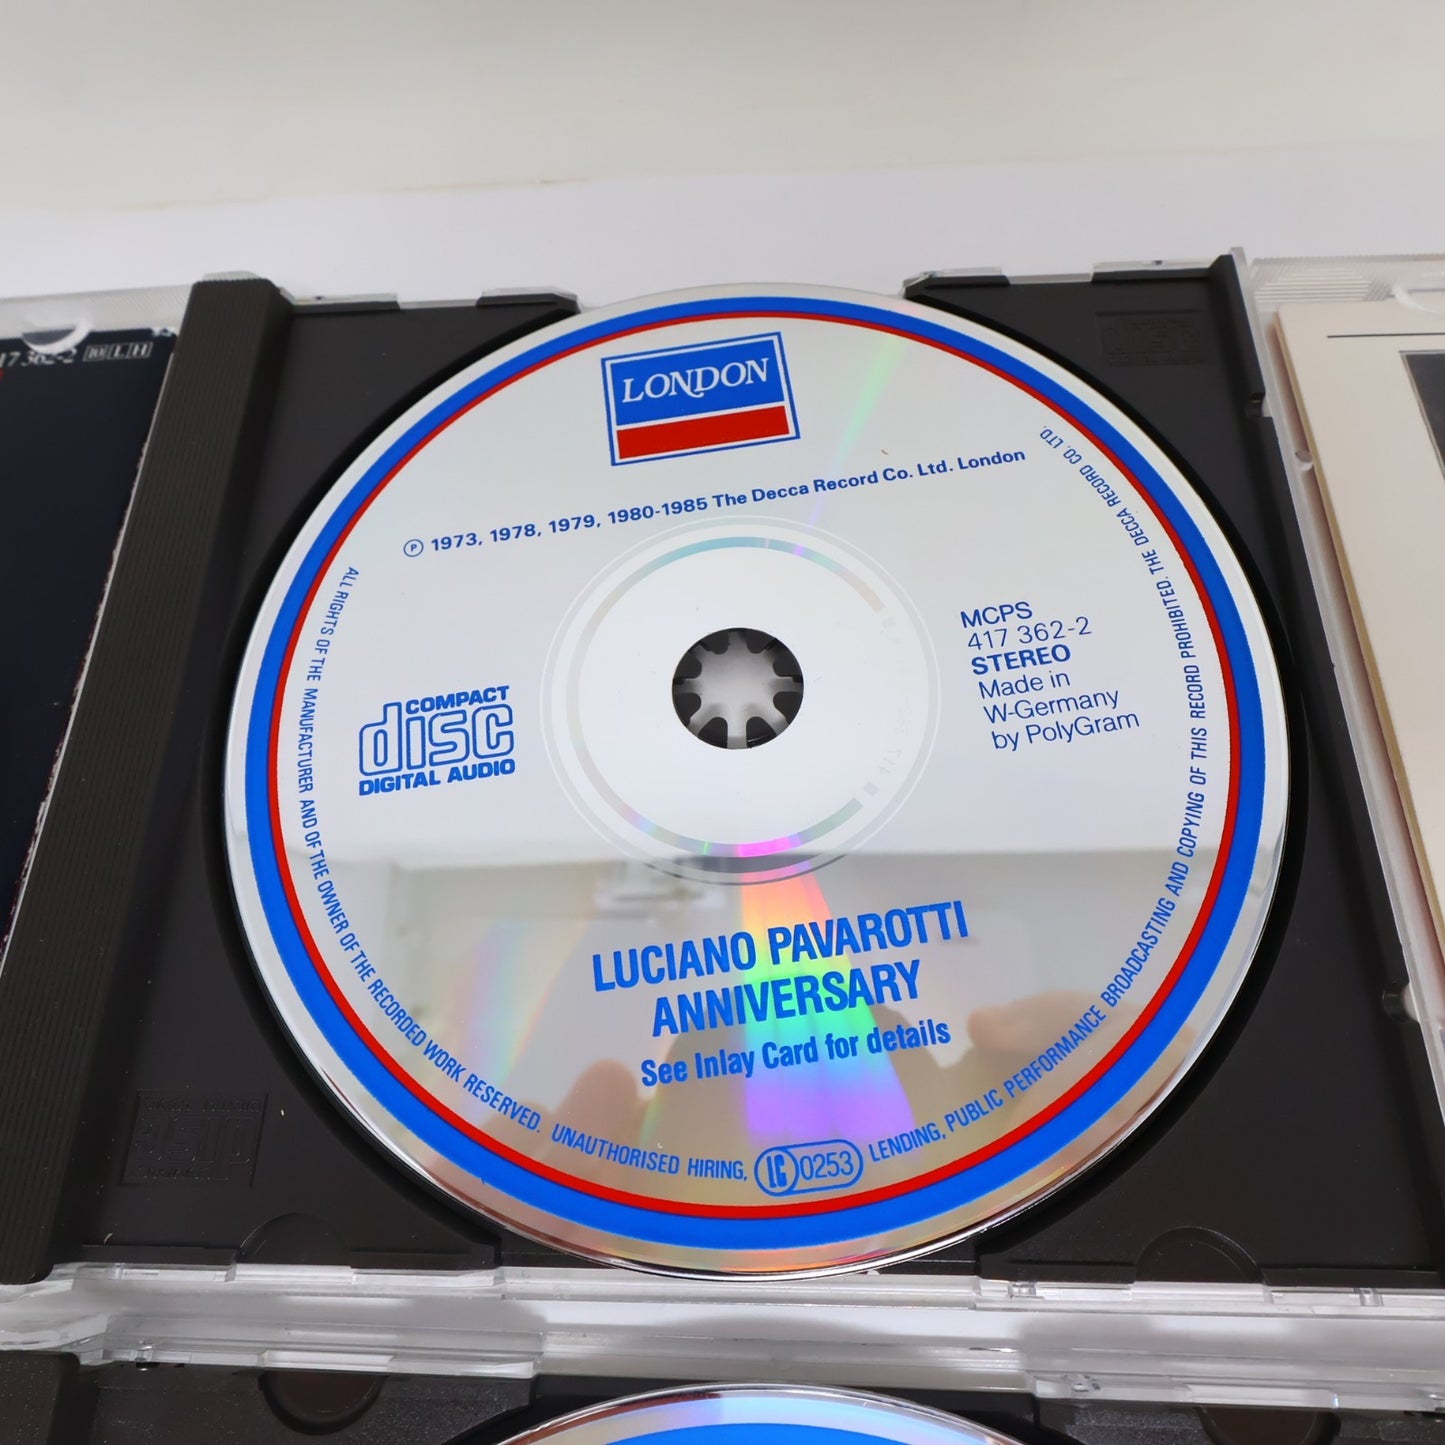 17 362-2 10 L H
LONDON
℗ 1973, 1978, 1979, 1980-1985 The Decca Record Co. Ltd. London
MCPS
417 362-2
STEREO
Made in
W-Germany
by PolyGram
COMPACT
disc
DIGITAL AUDIO
LUCIANO PAVAROTTI
ANNIVERSARY
See Inlay Card for details
ALL RIGHTS OF THE MANUFACTURER AND OF THE OWNER OF THE RECORDED WORK RESERVED. UNAUTHORISED HIRING, LC 0253 LENDING, PUBLIC PERFORMANCE BROADCASTING AND COPYING OF THIS RECORD PROHIBITED. THE DECCA RECORD CO. LTD.